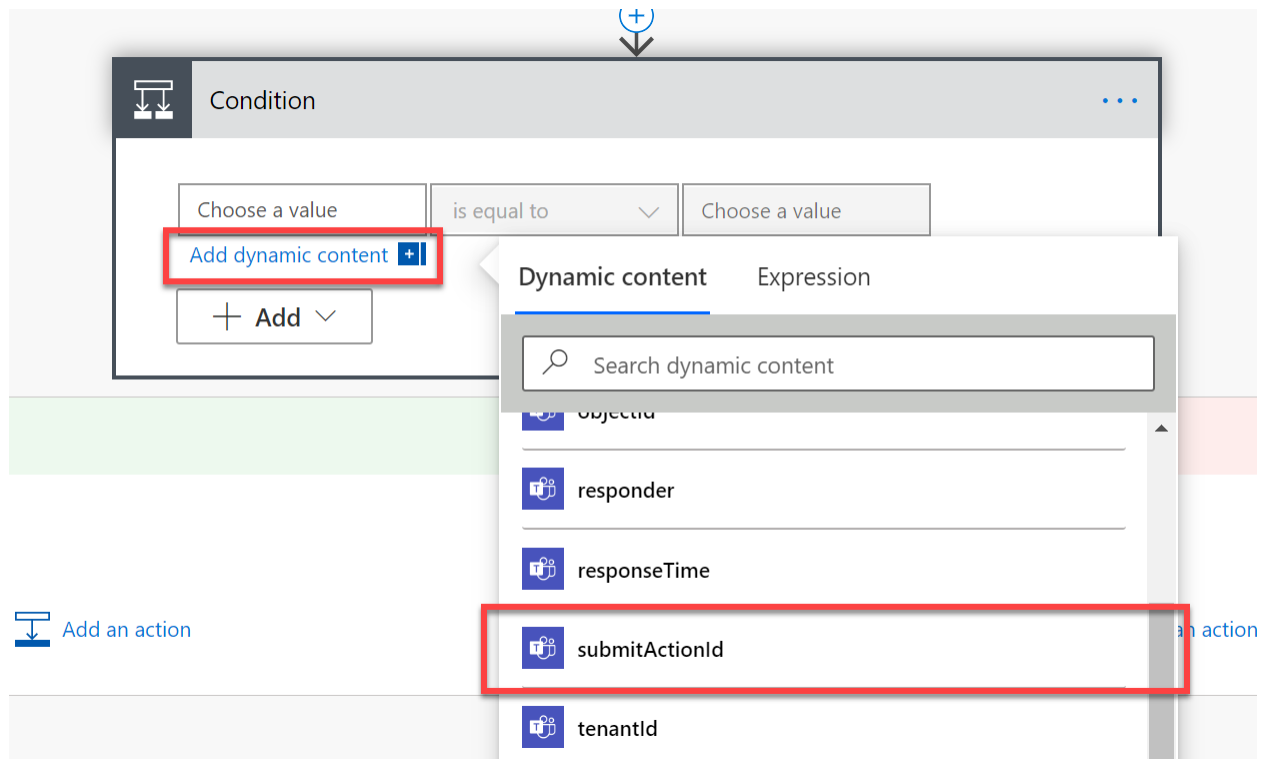 Condition
Choose a value
is equal to
Choose a value
Add dynamic content
Add
Dynamic content
Expression
Search dynamic content
objectId
responder
responseTime
submitActionId
tenantId
Add an action
an action